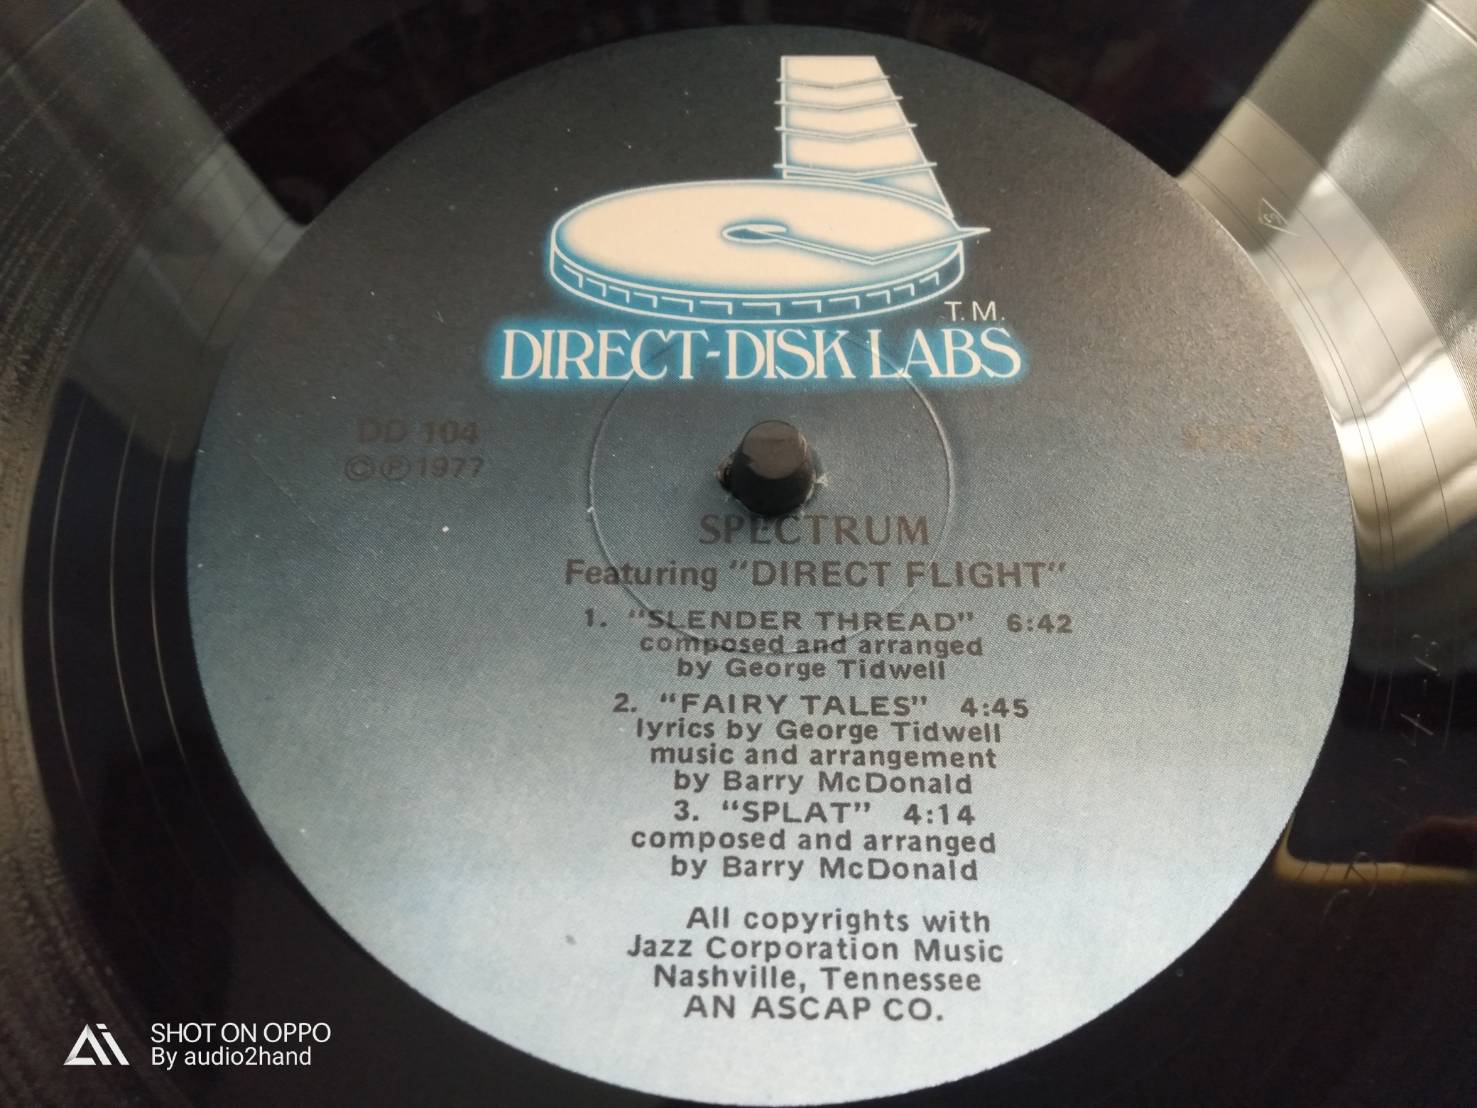 T.M.
DIRECT-DISK LABS
DD 104
©℗1977
SPECTRUM
Featuring "DIRECT FLIGHT"
1. "SLENDER THREAD" 6:42
composed and arranged
by George Tidwell
2. "FAIRY TALES" 4:45
lyrics by George Tidwell
music and arrangement
by Barry McDonald
3. "SPLAT" 4:14
composed and arranged
by Barry McDonald
All copyrights with
Jazz Corporation Music
Nashville, Tennessee
AN ASCAP CO.
SHOT ON OPPO
By audio2hand